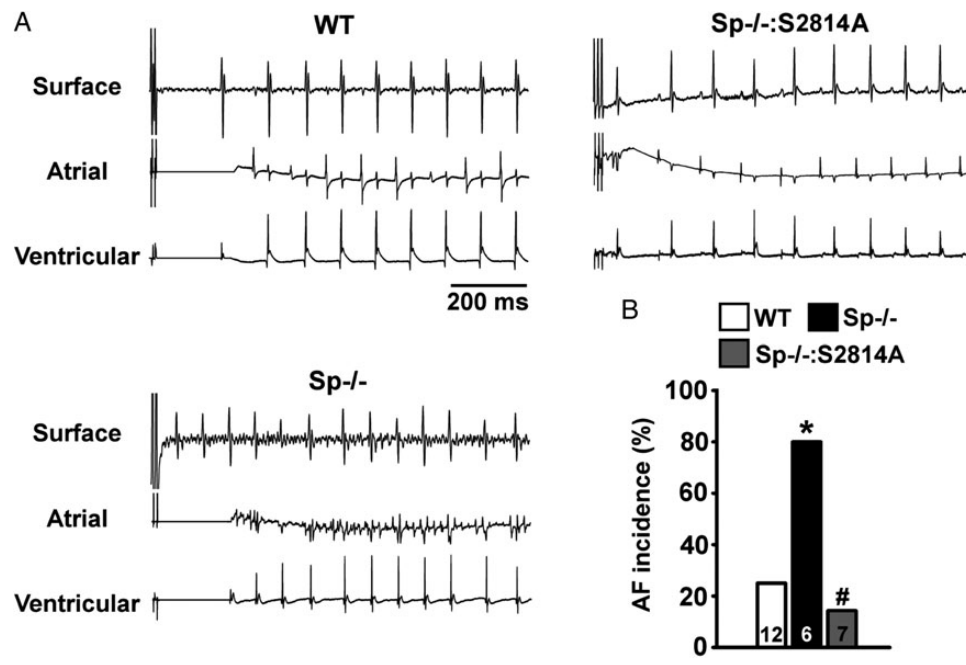 A
WT
Surface
Atrial
Ventricular
200 ms
Sp-/-:S2814A
Sp-/-
Surface
Atrial
Ventricular
B
WT Sp-/-
Sp-/-:S2814A
AF incidence (%)
100
80
60
40
20
0
*
#
12 6 7